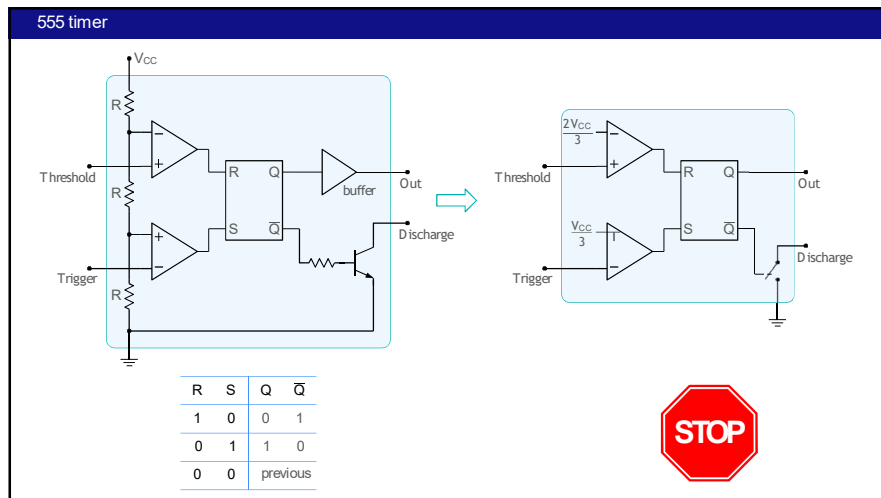 555 timer
VCC
R
R
R
Threshold
Trigger
−
+
+
−
R Q
S Q̅
buffer
Out
Discharge
2VCC
3
VCC
3
Threshold
Trigger
−
+
−
R Q
S Q̅
Out
Discharge
R S Q Q̅
1 0 0 1
0 1 1 0
0 0 previous
STOP